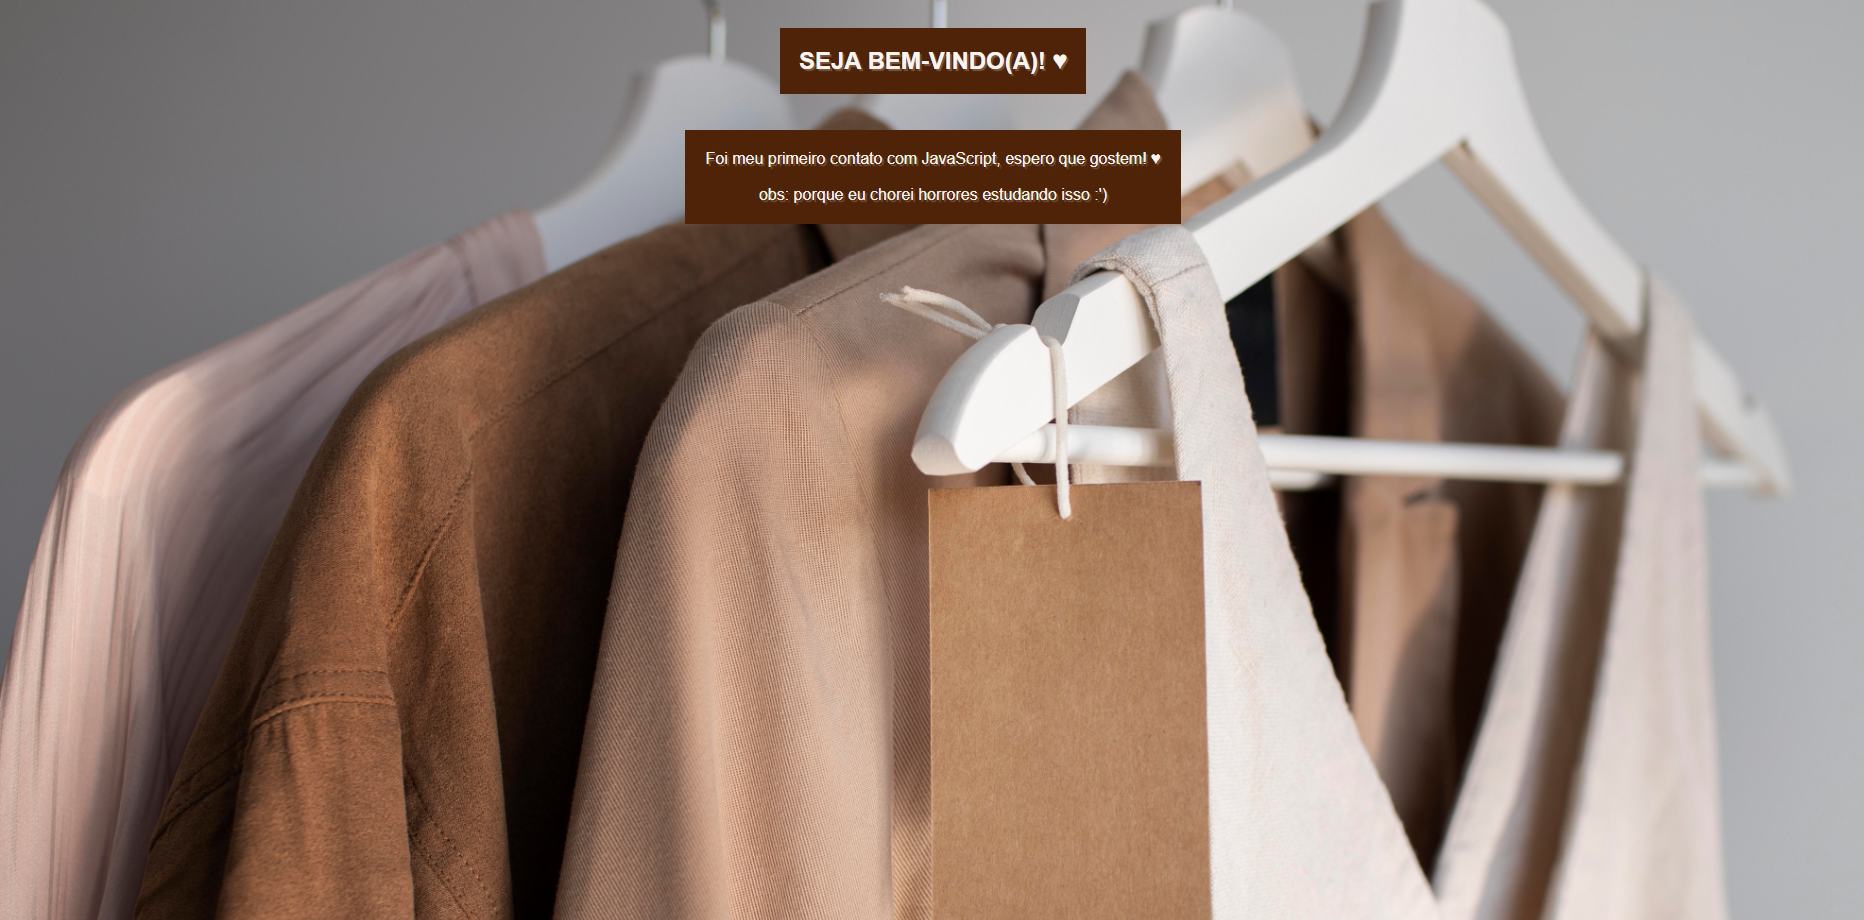 SEJA BEM-VINDO(A)! ♥
Foi meu primeiro contato com JavaScript, espero que gostem! ♥
obs: porque eu chorei horrores estudando isso :')